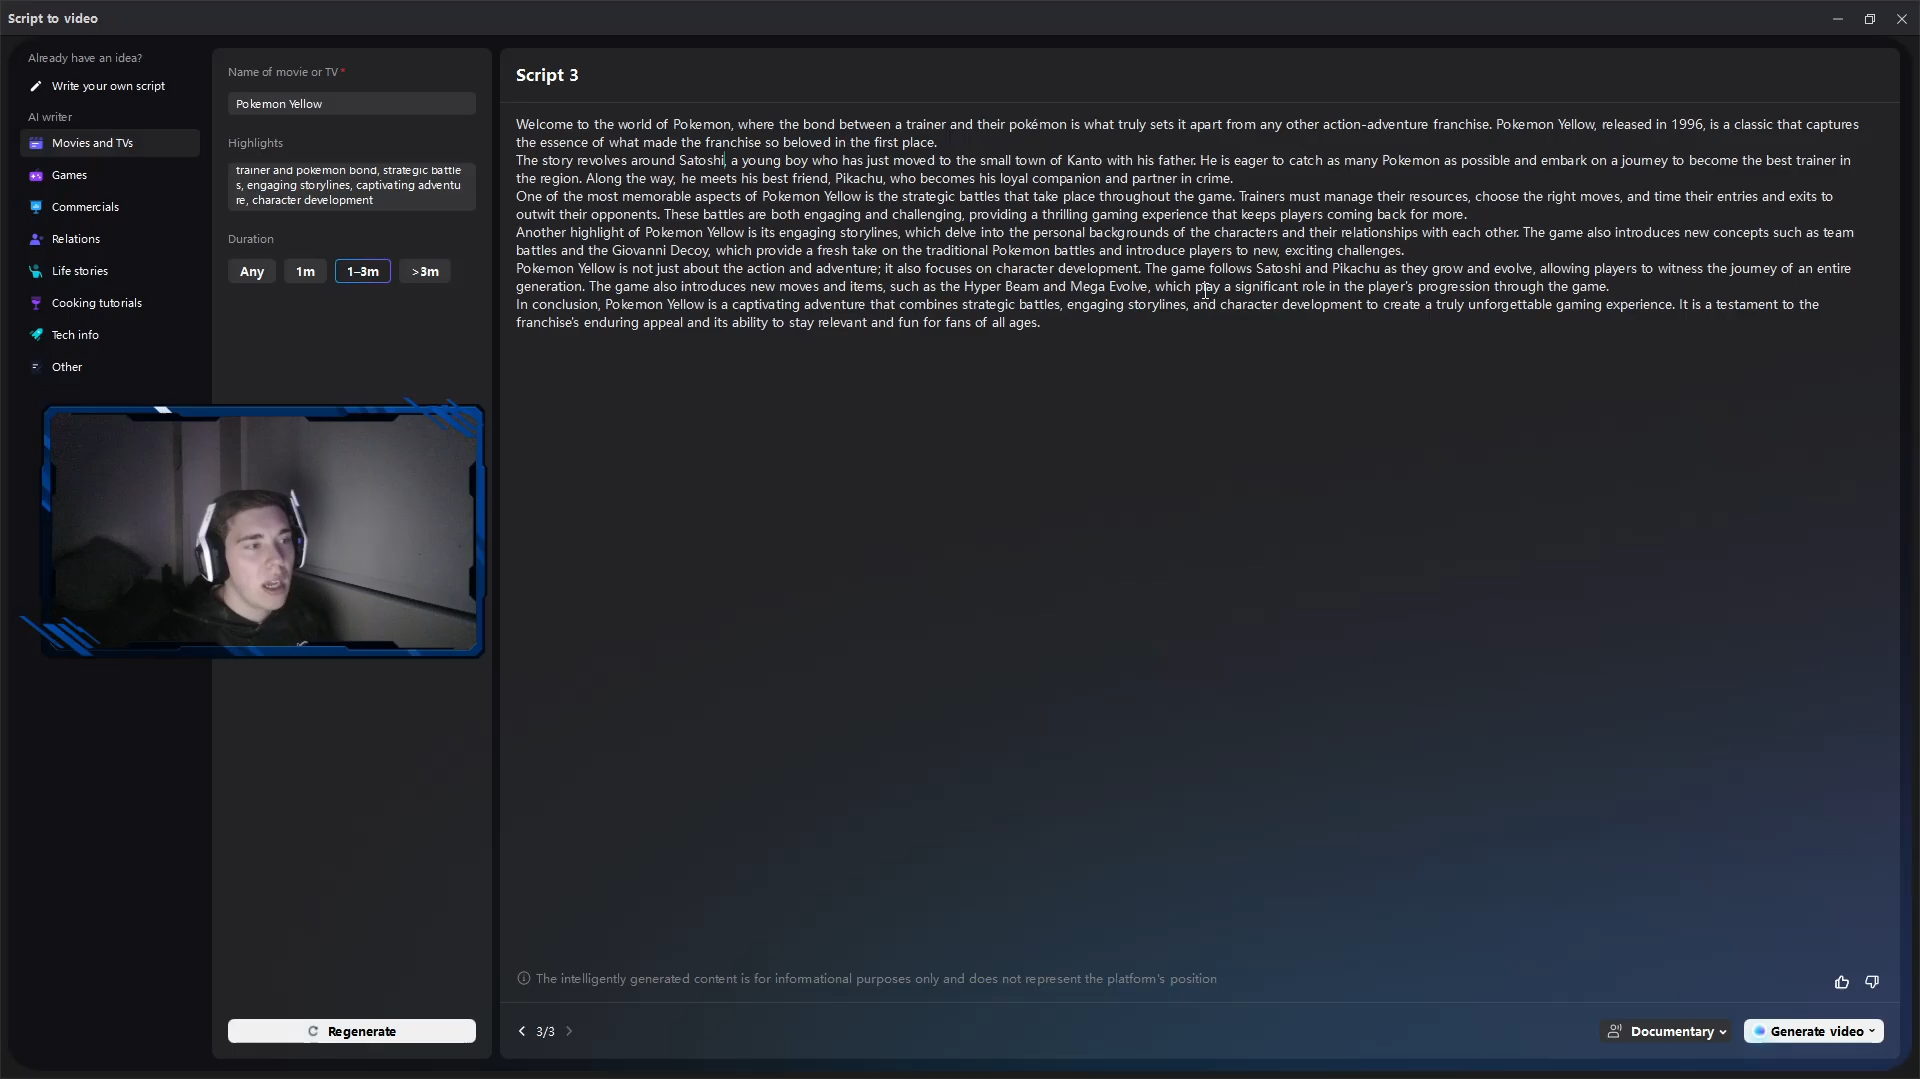 Script to video
Already have an idea?
Write your own script
AI writer
Movies and TVs
Games
Commercials
Relations
Life stories
Cooking tutorials
Tech info
Other
Name of movie or TV *
Pokemon Yellow
Highlights
trainer and pokemon bond, strategic battle
s, engaging storylines, captivating adventu
re, character development
Duration
Any 1m 1–3m >3m
Regenerate
Script 3
Welcome to the world of Pokemon, where the bond between a trainer and their pokémon is what truly sets it apart from any other action-adventure franchise. Pokemon Yellow, released in 1996, is a classic that captures
the essence of what made the franchise so beloved in the first place.
The story revolves around Satoshi, a young boy who has just moved to the small town of Kanto with his father. He is eager to catch as many Pokemon as possible and embark on a journey to become the best trainer in
the region. Along the way, he meets his best friend, Pikachu, who becomes his loyal companion and partner in crime.
One of the most memorable aspects of Pokemon Yellow is the strategic battles that take place throughout the game. Trainers must manage their resources, choose the right moves, and time their entries and exits to
outwit their opponents. These battles are both engaging and challenging, providing a thrilling gaming experience that keeps players coming back for more.
Another highlight of Pokemon Yellow is its engaging storylines, which delve into the personal backgrounds of the characters and their relationships with each other. The game also introduces new concepts such as team
battles and the Giovanni Decoy, which provide a fresh take on the traditional Pokemon battles and introduce players to new, exciting challenges.
Pokemon Yellow is not just about the action and adventure; it also focuses on character development. The game follows Satoshi and Pikachu as they grow and evolve, allowing players to witness the journey of an entire
generation. The game also introduces new moves and items, such as the Hyper Beam and Mega Evolve, which play a significant role in the player's progression through the game.
In conclusion, Pokemon Yellow is a captivating adventure that combines strategic battles, engaging storylines, and character development to create a truly unforgettable gaming experience. It is a testament to the
franchise's enduring appeal and its ability to stay relevant and fun for fans of all ages.
The intelligently generated content is for informational purposes only and does not represent the platform's position
3/3
Documentary
Generate video